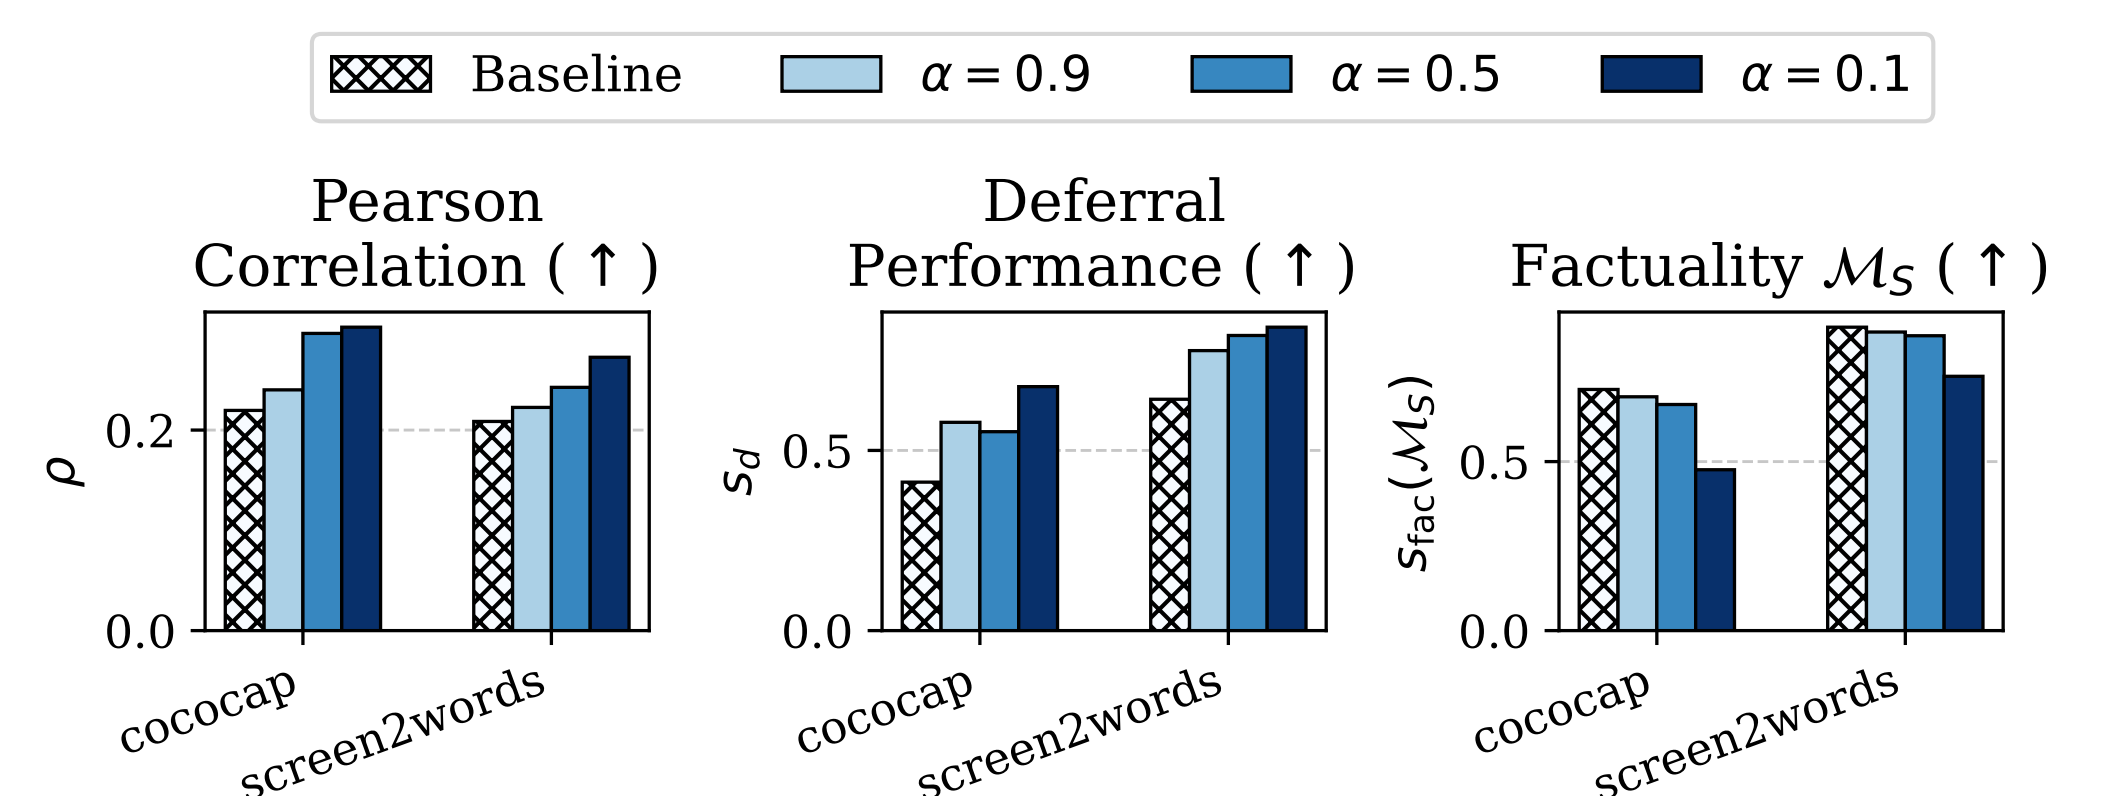 Baseline α = 0.9 α = 0.5 α = 0.1
Pearson
Correlation ( ↑ )
ρ
0.2
0.0
cococap
screen2words
Deferral
Performance ( ↑ )
s_d
0.5
0.0
cococap
screen2words
Factuality ℳ_S ( ↑ )
s_fac(ℳ_S)
0.5
0.0
cococap
screen2words